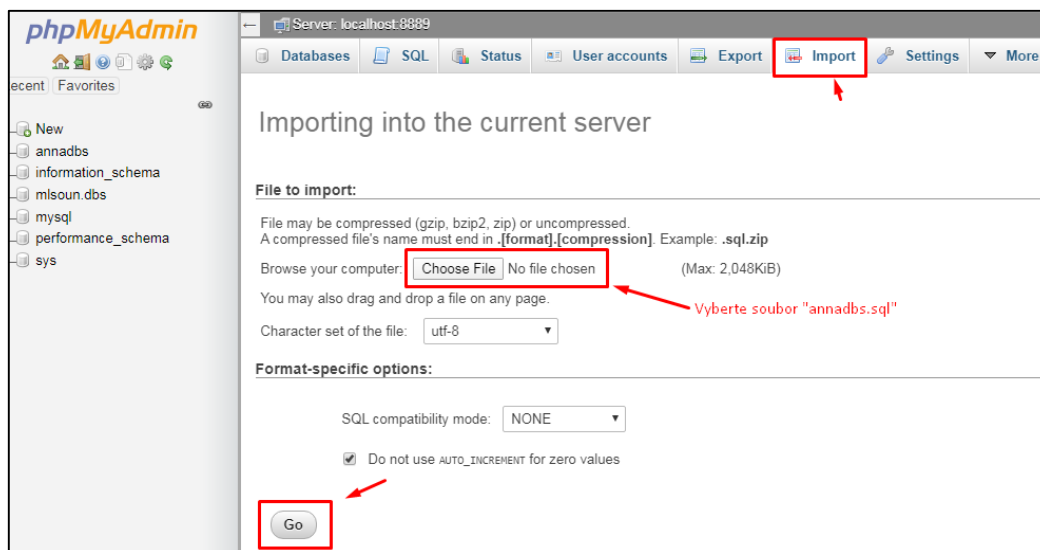 phpMyAdmin
ecent Favorites
New
annadbs
information_schema
mlsoun.dbs
mysql
performance_schema
sys
Server: localhost:8889
Databases SQL Status User accounts Export Import Settings More
Importing into the current server
File to import:
File may be compressed (gzip, bzip2, zip) or uncompressed.
A compressed file's name must end in .[format].[compression]. Example: .sql.zip
Browse your computer: Choose File No file chosen (Max: 2,048KiB)
Vyberte soubor "annadbs.sql"
You may also drag and drop a file on any page.
Character set of the file: utf-8
Format-specific options:
SQL compatibility mode: NONE
Do not use AUTO_INCREMENT for zero values
Go